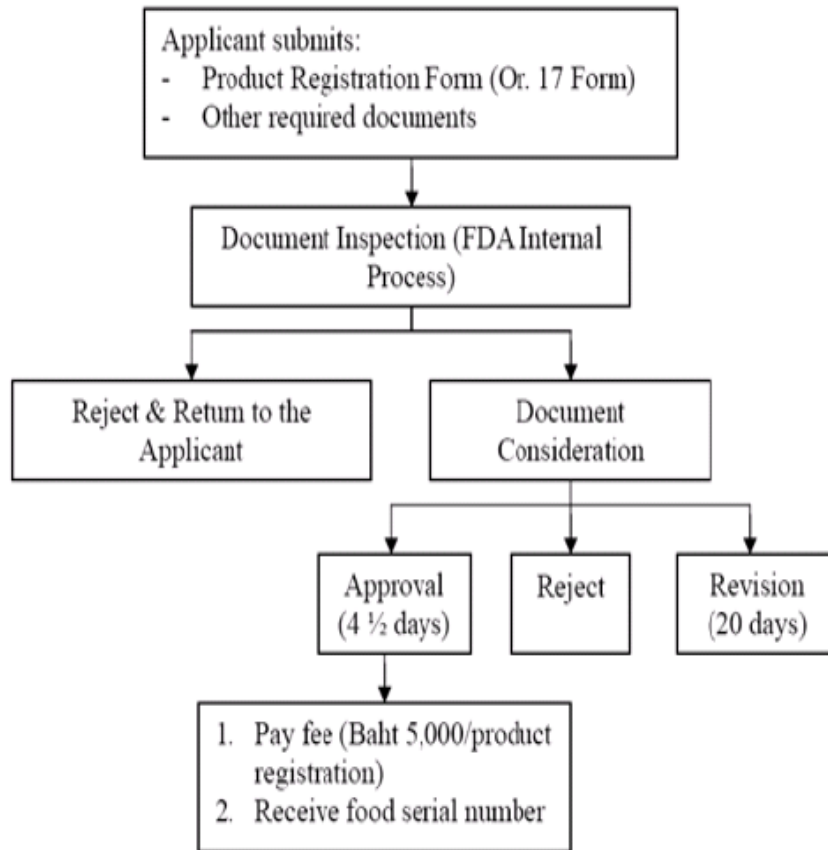 Applicant submits:
- Product Registration Form (Or. 17 Form)
- Other required documents
Document Inspection (FDA Internal
Process)
Reject & Return to the
Applicant
Document
Consideration
Approval
(4 ½ days)
Reject
Revision
(20 days)
1. Pay fee (Baht 5,000/product
registration)
2. Receive food serial number